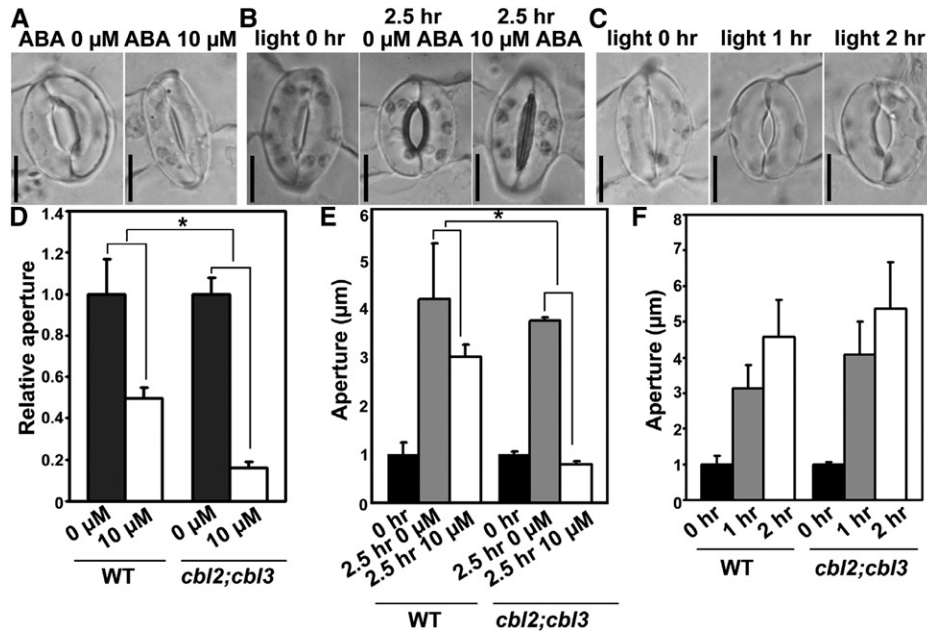 A
ABA 0 µM ABA 10 µM
B
light 0 hr
2.5 hr
0 µM ABA
2.5 hr
10 µM ABA
C
light 0 hr
light 1 hr
light 2 hr
D
Relative aperture
1.4
1.2
1.0
0.8
0.6
0.4
0.2
0
*
0 µM
10 µM
0 µM
10 µM
WT
cbl2;cbl3
E
Aperture (µm)
6
5
4
3
2
1
0
*
0 hr
2.5 hr 0 µM
2.5 hr 10 µM
0 hr
2.5 hr 0 µM
2.5 hr 10 µM
WT
cbl2;cbl3
F
Aperture (µm)
8
7
6
5
4
3
2
1
0
0 hr
1 hr
2 hr
0 hr
1 hr
2 hr
WT
cbl2;cbl3